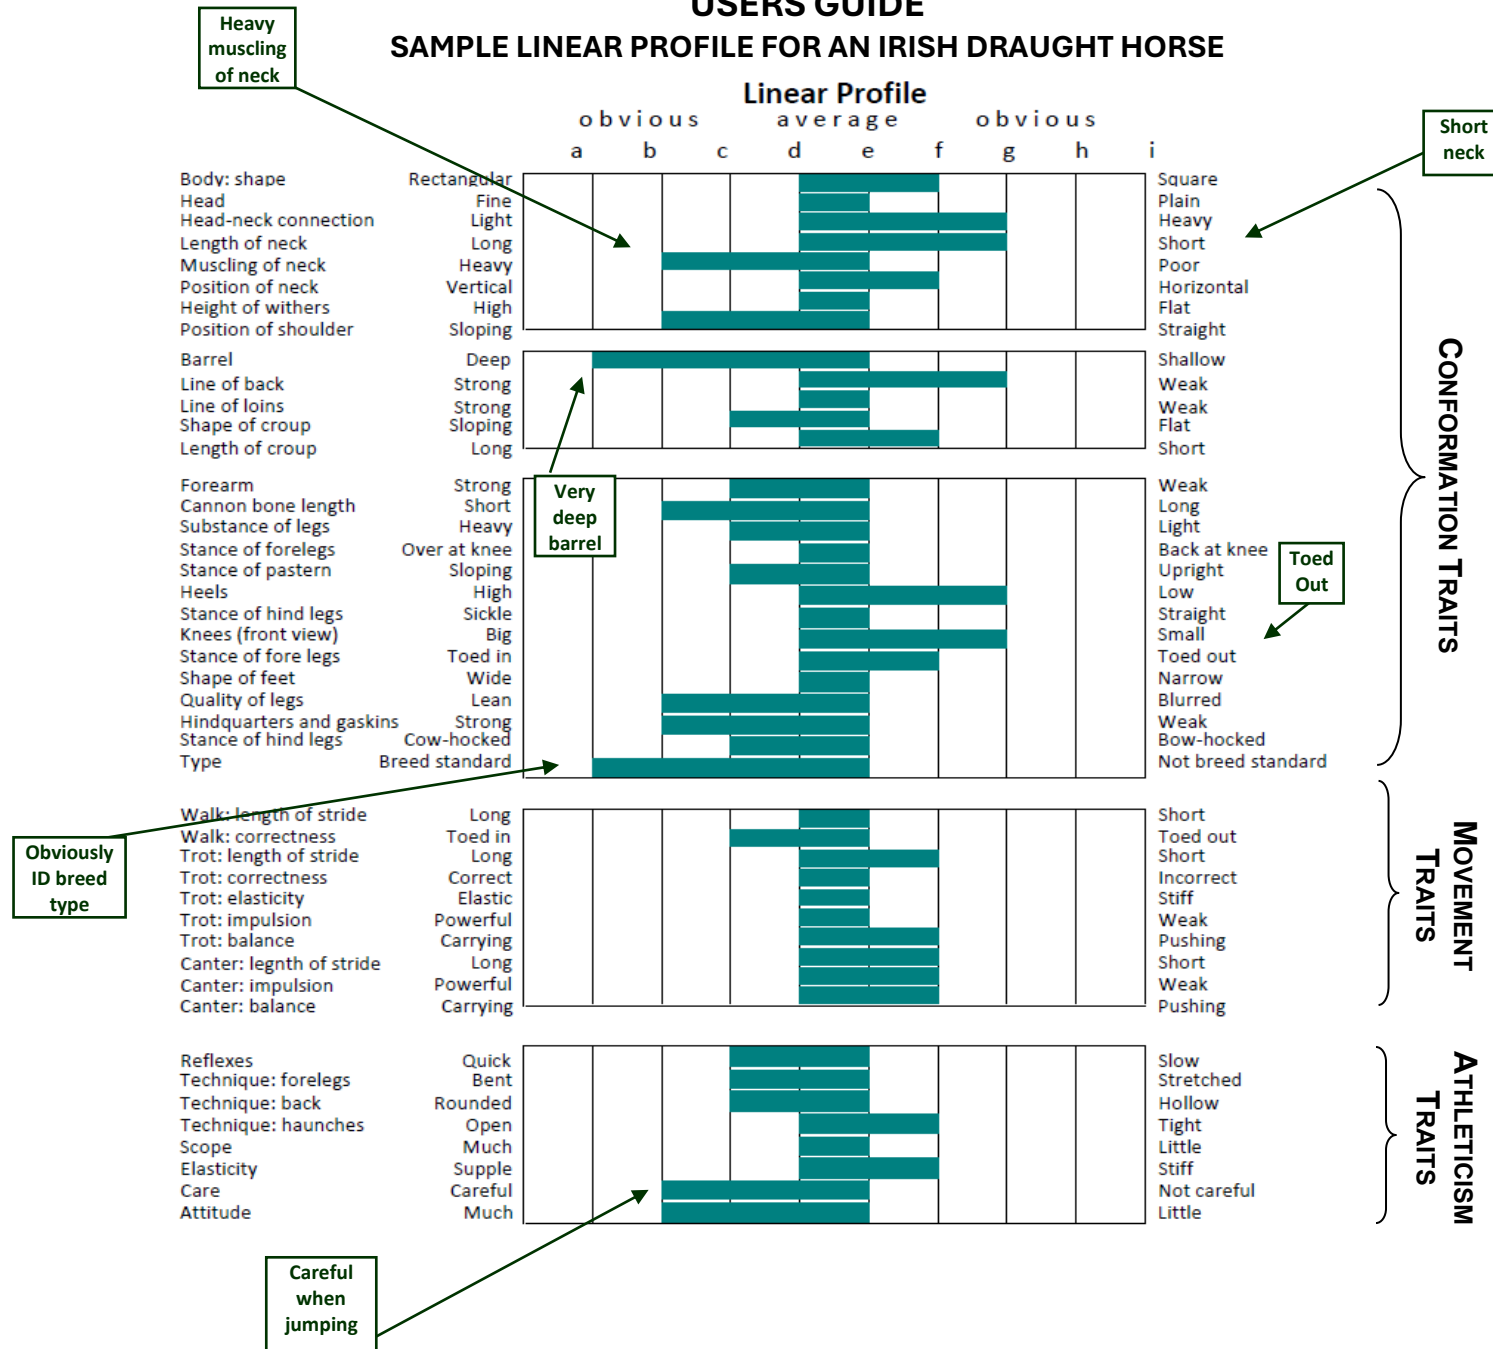 USERS GUIDE
SAMPLE LINEAR PROFILE FOR AN IRISH DRAUGHT HORSE
Heavy
muscling
of neck
Linear Profile
obvious average obvious
a b c d e f g h i
Short
neck
Body: shape Rectangular Square
Head Fine Plain
Head-neck connection Light Heavy
Length of neck Long Short
Muscling of neck Heavy Poor
Position of neck Vertical Horizontal
Height of withers High Flat
Position of shoulder Sloping Straight
Barrel Deep Shallow
Line of back Strong Weak
Line of loins Strong Weak
Shape of croup Sloping Flat
Length of croup Long Short
Very
deep
barrel
Forearm Strong Weak
Cannon bone length Short Long
Substance of legs Heavy Light
Stance of forelegs Over at knee Back at knee
Stance of pastern Sloping Upright
Heels High Low
Stance of hind legs Sickle Straight
Knees (front view) Big Small
Stance of fore legs Toed in Toed out
Shape of feet Wide Narrow
Quality of legs Lean Blurred
Hindquarters and gaskins Strong Weak
Stance of hind legs Cow-hocked Bow-hocked
Type Breed standard Not breed standard
Toed
Out
CONFORMATION TRAITS
Obviously
ID breed
type
Walk: length of stride Long Short
Walk: correctness Toed in Toed out
Trot: length of stride Long Short
Trot: correctness Correct Incorrect
Trot: elasticity Elastic Stiff
Trot: impulsion Powerful Weak
Trot: balance Carrying Pushing
Canter: legnth of stride Long Short
Canter: impulsion Powerful Weak
Canter: balance Carrying Pushing
MOVEMENT
TRAITS
Reflexes Quick Slow
Technique: forelegs Bent Stretched
Technique: back Rounded Hollow
Technique: haunches Open Tight
Scope Much Little
Elasticity Supple Stiff
Care Careful Not careful
Attitude Much Little
ATHLETICISM
TRAITS
Careful
when
jumping